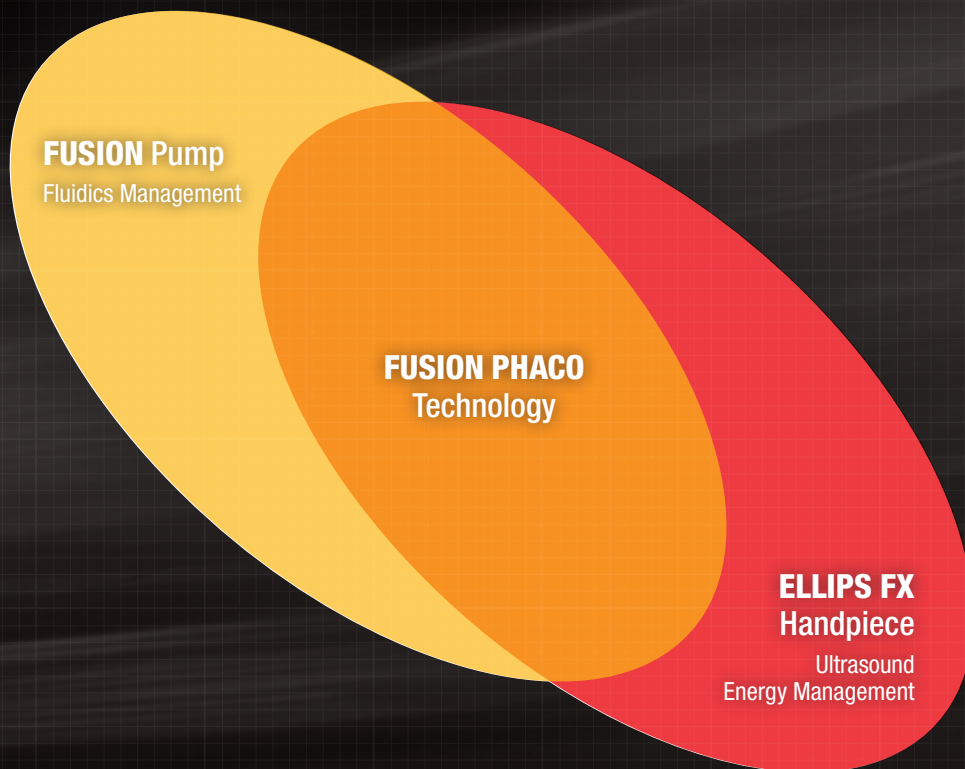 FUSION Pump
Fluidics Management
FUSION PHACO
Technology
ELLIPS FX
Handpiece
Ultrasound
Energy Management